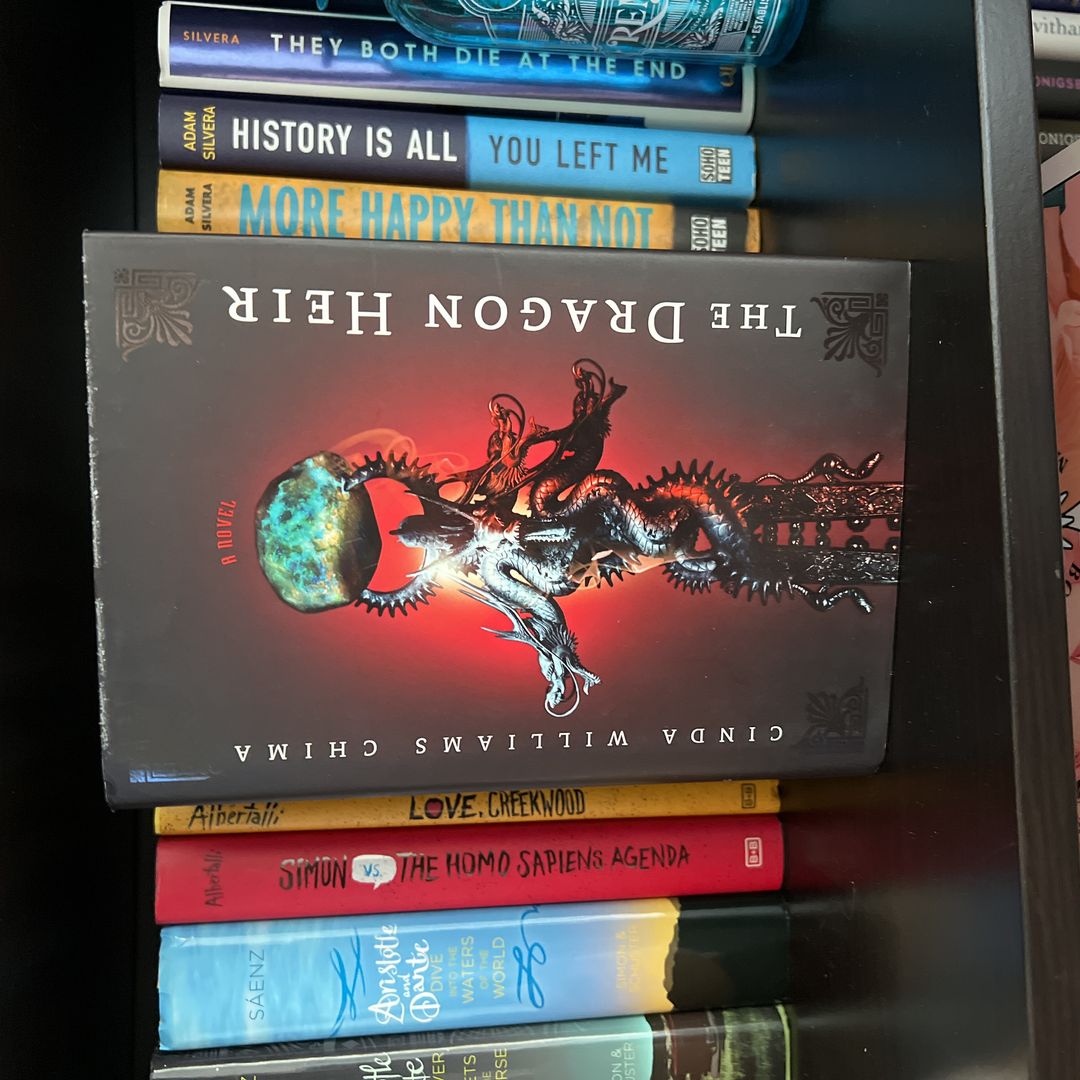 RE
ESTABLIS
SILVERA THEY BOTH DIE AT THE END
ADAM SILVERA HISTORY IS ALL YOU LEFT ME SOHO TEEN
ADAM SILVERA MORE HAPPY THAN NOT SOHO TEEN
THE DRAGON HEIR
A NOVEL
CINDA WILLIAMS CHIMA
Albertalli LOVE, CREEKWOOD B+B
Albertalli SIMON VS. THE HOMO SAPIENS AGENDA B+B
SÁENZ Aristotle and Dante DIVE INTO THE WATERS OF THE WORLD SIMON & SCHUSTER